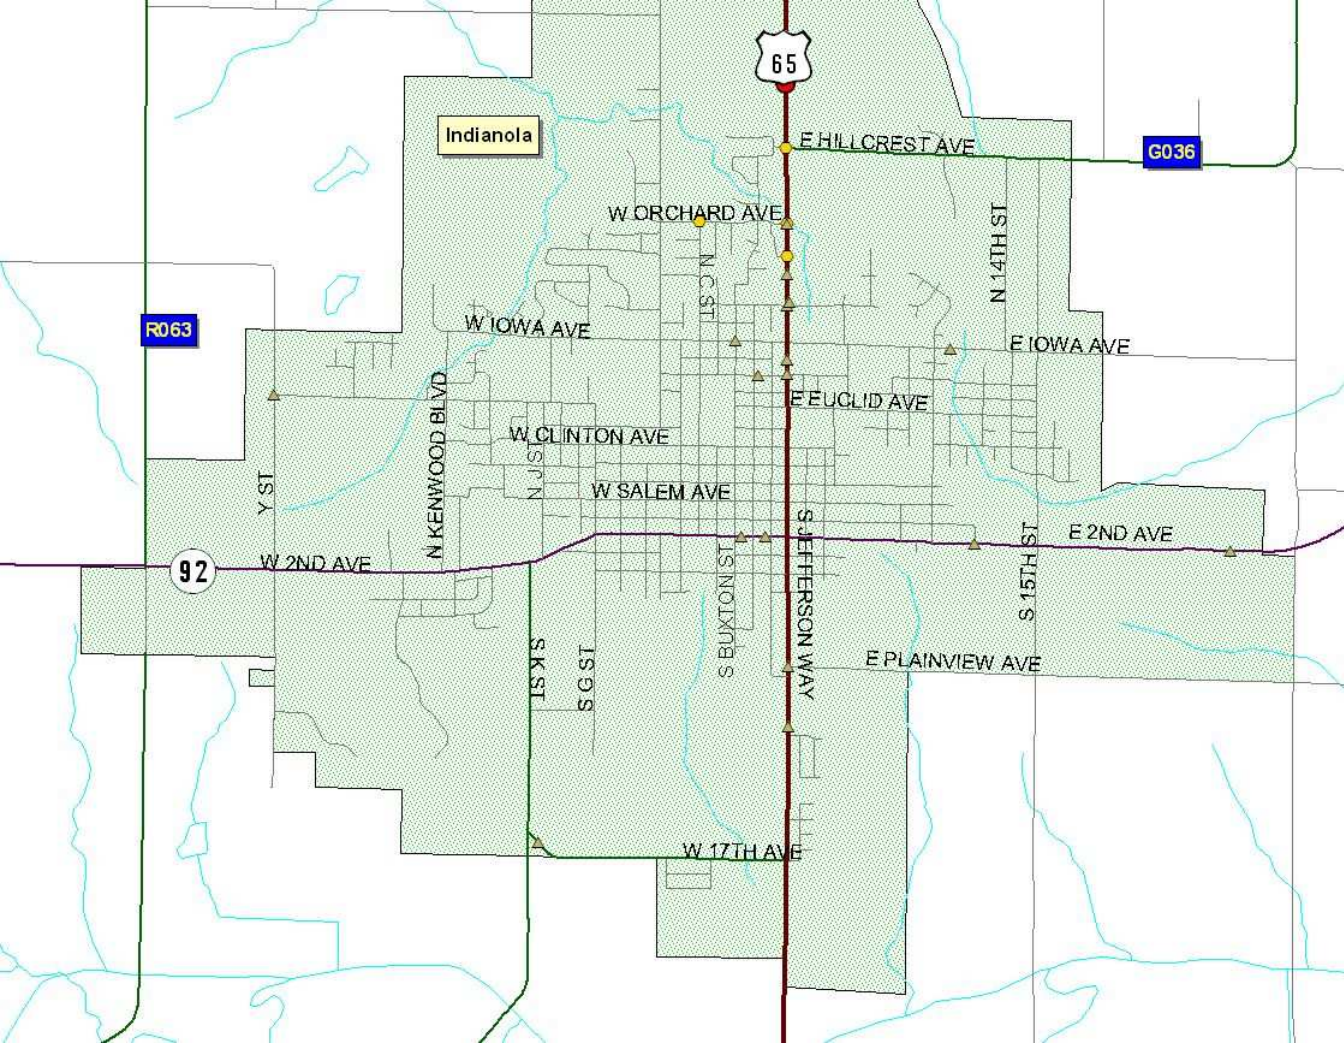 65
Indianola
E HILLCREST AVE
G036
W ORCHARD AVE
N 14TH ST
N C ST
R063
W IOWA AVE
E IOWA AVE
N KENWOOD BLVD
E EUCLID AVE
W CLINTON AVE
N J ST
Y ST
W SALEM AVE
S JEFFERSON WAY
S 15TH ST
E 2ND AVE
92
W 2ND AVE
S BUXTON ST
S K ST
S G ST
E PLAINVIEW AVE
W 17TH AVE